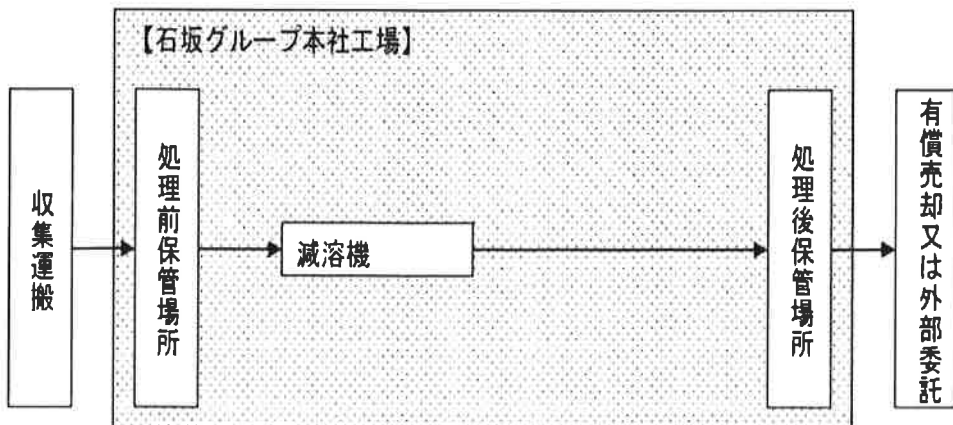 【石坂グループ本社工場】
収集運搬
処理前保管場所
減溶機
処理後保管場所
有償売却又は外部委託